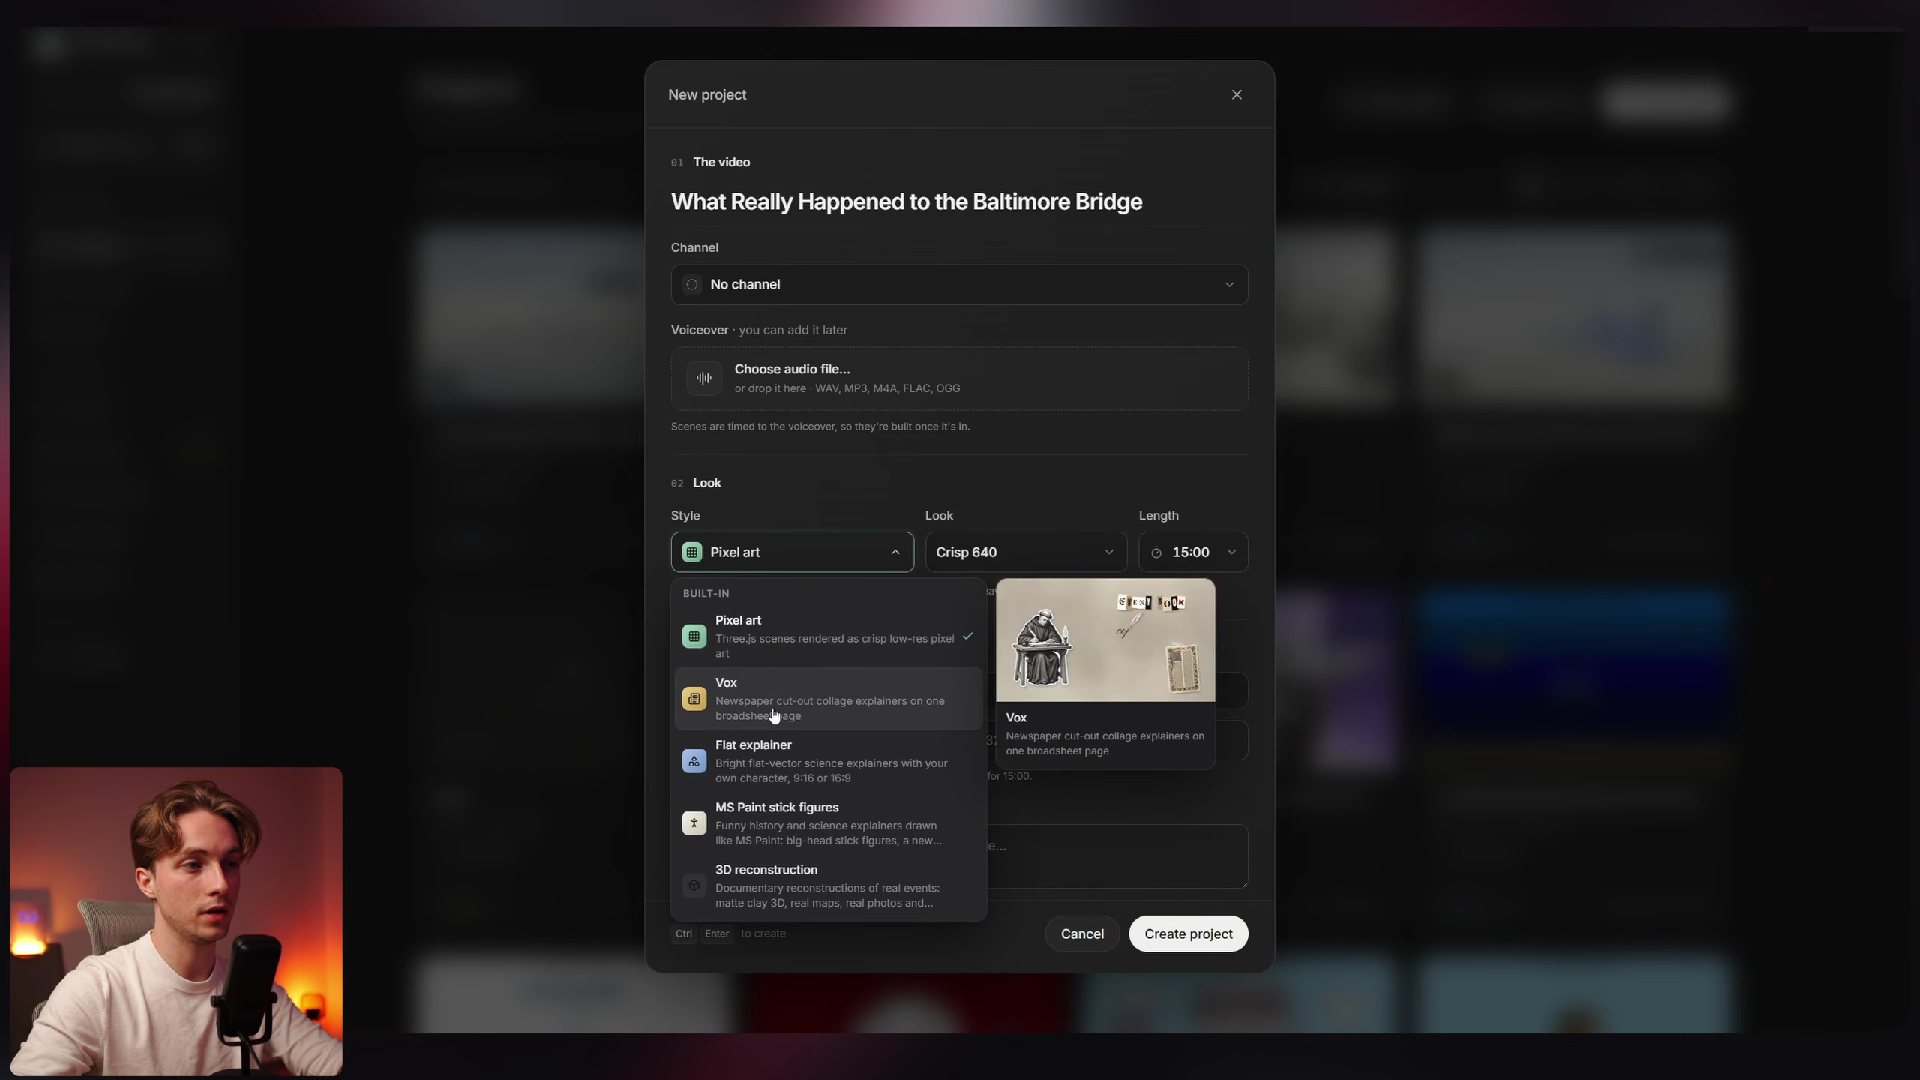 New project
01 The video
What Really Happened to the Baltimore Bridge
Channel
No channel
Voiceover · you can add it later
Choose audio file...
or drop it here · WAV, MP3, M4A, FLAC, OGG
Scenes are timed to the voiceover, so they're built once it's in.
02 Look
Style
Look
Length
Pixel art
Crisp 640
15:00
BUILT-IN
Pixel art
Three.js scenes rendered as crisp low-res pixel
art
Vox
Newspaper cut-out collage explainers on one
broadsheet page
Flat explainer
Bright flat-vector science explainers with your
own character, 9:16 or 16:9
MS Paint stick figures
Funny history and science explainers drawn
like MS Paint: big-head stick figures, a new...
3D reconstruction
Documentary reconstructions of real events:
matte clay 3D, real maps, real photos and...
Vox
Newspaper cut-out collage explainers on
one broadsheet page
for 15:00.
Ctrl Enter to create
Cancel
Create project